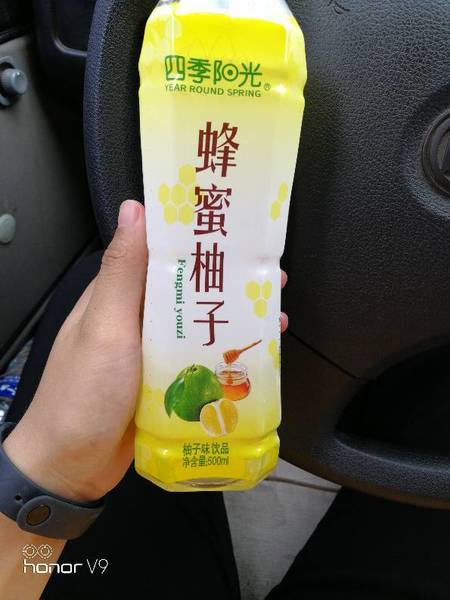 四季阳光®
YEAR ROUND SPRING
蜂蜜柚子
Fengmi youzi
柚子味饮品
净含量:500ml
honor V9